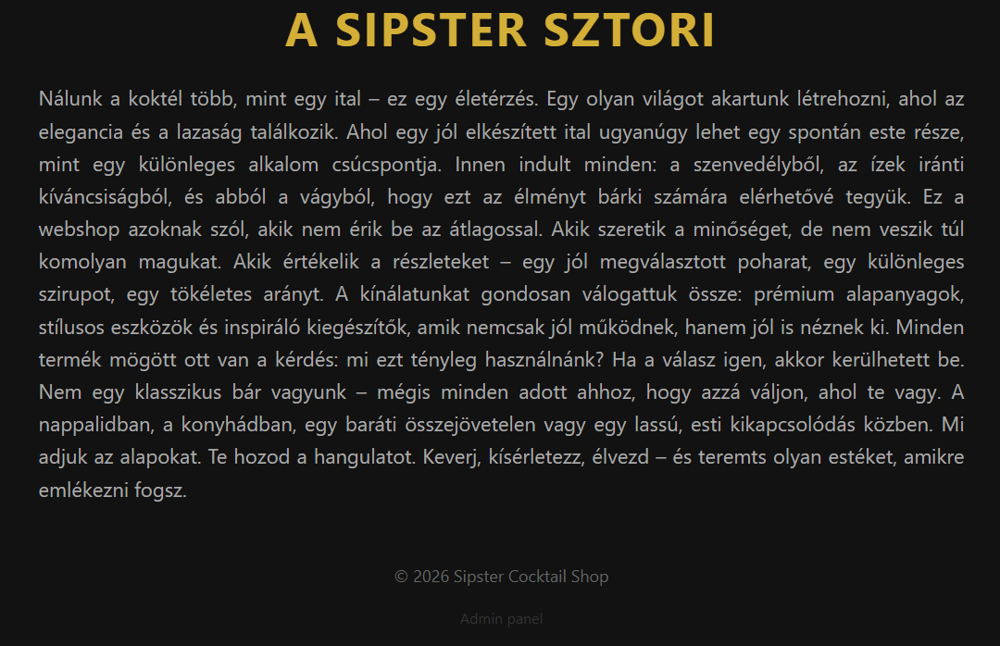 A SIPSTER SZTORI
Nálunk a koktél több, mint egy ital – ez egy életérzés. Egy olyan világot akartunk létrehozni, ahol az
elegancia és a lazaság találkozik. Ahol egy jól elkészített ital ugyanúgy lehet egy spontán este része,
mint egy különleges alkalom csúcspontja. Innen indult minden: a szenvedélyből, az ízek iránti
kíváncsiságból, és abból a vágyból, hogy ezt az élményt bárki számára elérhetővé tegyük. Ez a
webshop azoknak szól, akik nem érik be az átlagossal. Akik szeretik a minőséget, de nem veszik túl
komolyan magukat. Akik értékelik a részleteket – egy jól megválasztott poharat, egy különleges
szirupot, egy tökéletes arányt. A kínálatunkat gondosan válogattuk össze: prémium alapanyagok,
stílusos eszközök és inspiráló kiegészítők, amik nemcsak jól működnek, hanem jól is néznek ki. Minden
termék mögött ott van a kérdés: mi ezt tényleg használnánk? Ha a válasz igen, akkor kerülhetett be.
Nem egy klasszikus bár vagyunk – mégis minden adott ahhoz, hogy azzá váljon, ahol te vagy. A
nappalidban, a konyhádban, egy baráti összejövetelen vagy egy lassú, esti kikapcsolódás közben. Mi
adjuk az alapokat. Te hozod a hangulatot. Keverj, kísérletezz, élvezd – és teremts olyan estéket, amikre
emlékezni fogsz.
© 2026 Sipster Cocktail Shop
Admin panel